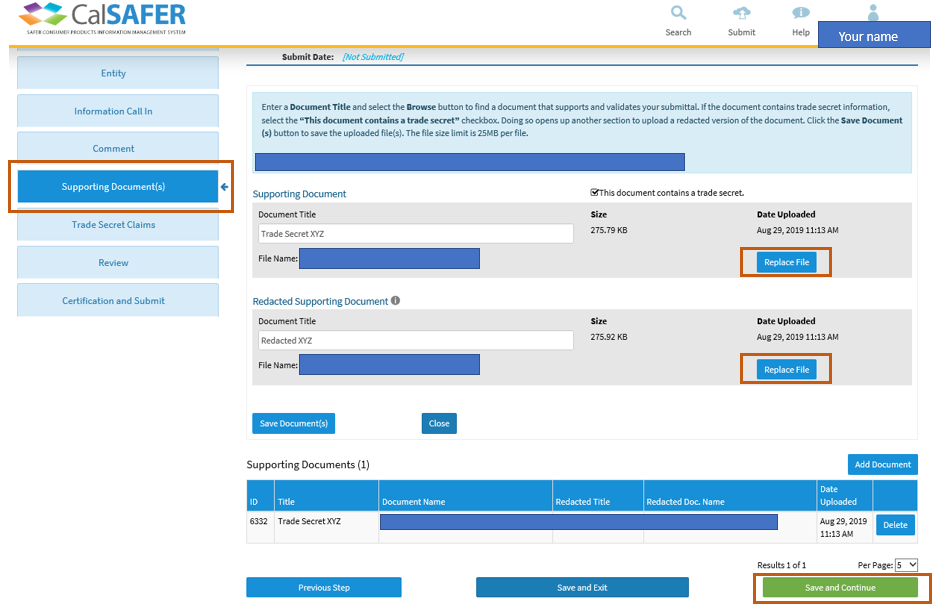 CalSAFER
SAFER CONSUMER PRODUCTS INFORMATION MANAGEMENT SYSTEM
Search
Submit
Help
Your name
Submit Date: [Not Submitted]
Entity
Information Call In
Comment
Supporting Document(s)
Trade Secret Claims
Review
Certification and Submit
Enter a Document Title and select the Browse button to find a document that supports and validates your submittal. If the document contains trade secret information,
select the “This document contains a trade secret” checkbox. Doing so opens up another section to upload a redacted version of the document. Click the Save Document
(s) button to save the uploaded file(s). The file size limit is 25MB per file.
Supporting Document
This document contains a trade secret.
Document Title
Size
Date Uploaded
Trade Secret XYZ
275.79 KB
Aug 29, 2019 11:13 AM
File Name:
Replace File
Redacted Supporting Document
Document Title
Size
Date Uploaded
Redacted XYZ
275.92 KB
Aug 29, 2019 11:13 AM
File Name:
Replace File
Save Document(s)
Close
Supporting Documents (1)
Add Document
ID
Title
Document Name
Redacted Title
Redacted Doc. Name
Date
Uploaded
6332
Trade Secret XYZ
Aug 29, 2019
11:13 AM
Delete
Results 1 of 1
Per Page: 5
Previous Step
Save and Exit
Save and Continue